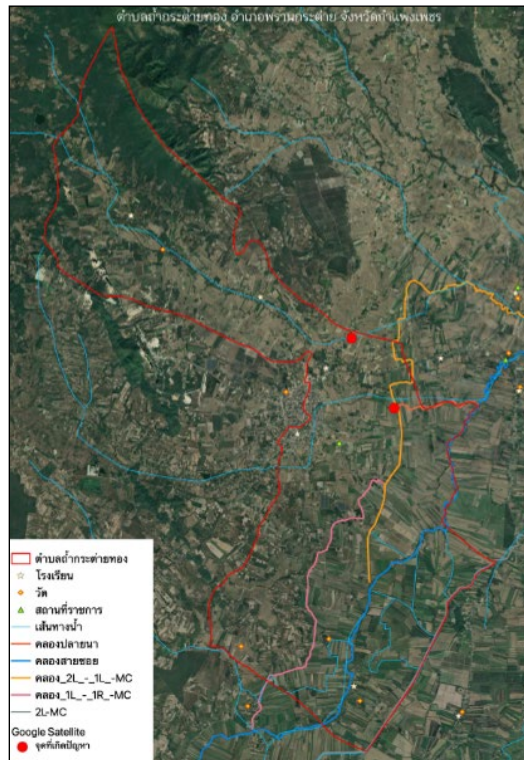 ตำบลถ้ำกระต่ายทอง อำเภอพรานกระต่าย จังหวัดกำแพงเพชร
ตำบลถ้ำกระต่ายทอง
โรงเรียน
วัด
สถานที่ราชการ
เส้นทางน้ำ
คลองปลายนา
คลองสายซอย
คลอง_2L_-_1L_-MC
คลอง_1L_-_1R_-MC
2L-MC
Google Satellite
จุดที่เกิดปัญหา